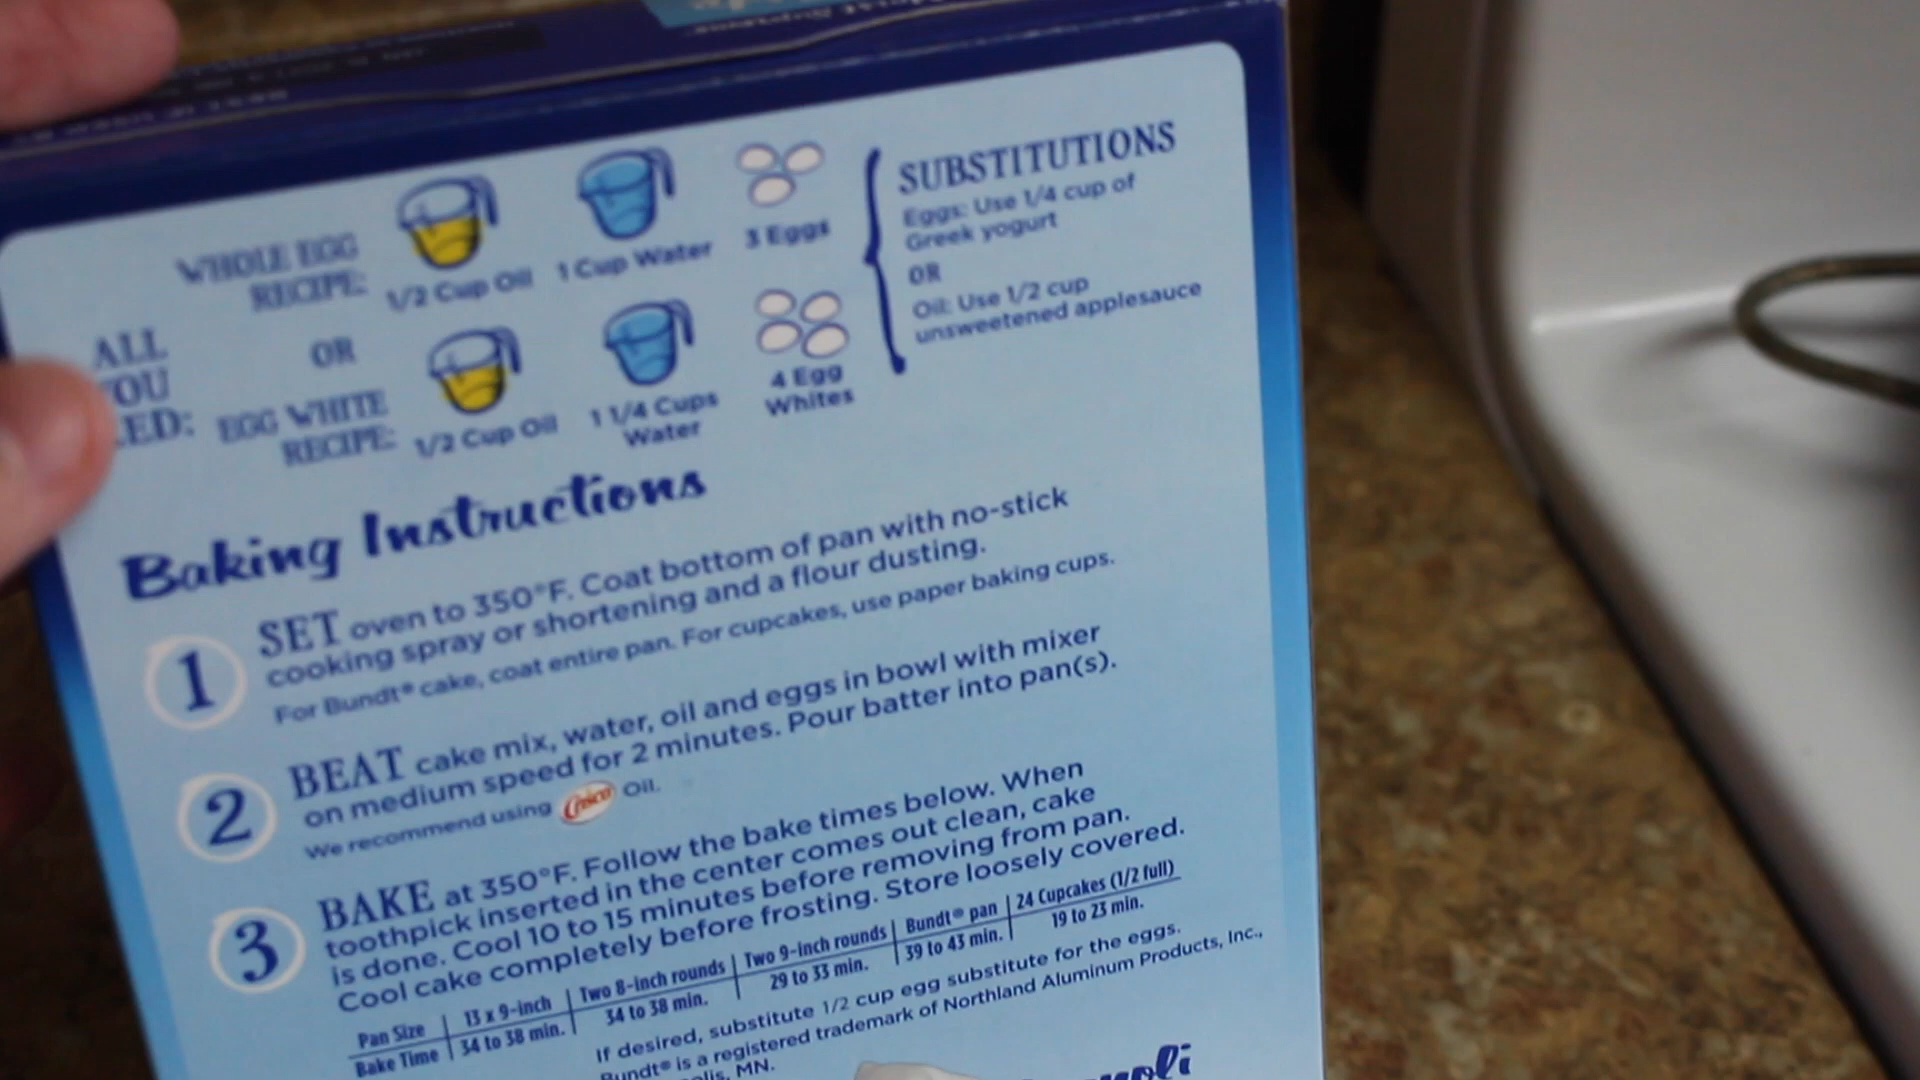 WHOLE EGG
RECIPE:
1/2 Cup Oil
1 Cup Water
3 Eggs
ALL
OU
ED:
OR
EGG WHITE
RECIPE:
1/2 Cup Oil
1 1/4 Cups
Water
4 Egg
Whites
SUBSTITUTIONS
Eggs: Use 1/4 cup of
Greek yogurt
OR
Oil: Use 1/2 cup
unsweetened applesauce
Baking Instructions
1
SET oven to 350°F. Coat bottom of pan with no-stick
cooking spray or shortening and a flour dusting.
For Bundt® cake, coat entire pan. For cupcakes, use paper baking cups.
2
BEAT cake mix, water, oil and eggs in bowl with mixer
on medium speed for 2 minutes. Pour batter into pan(s).
We recommend using Crisco Oil.
3
BAKE at 350°F. Follow the bake times below. When
toothpick inserted in the center comes out clean, cake
is done. Cool 10 to 15 minutes before removing from pan.
Cool cake completely before frosting. Store loosely covered.
Pan Size 13 x 9-inch Two 8-inch rounds Two 9-inch rounds Bundt® pan 24 Cupcakes (1/2 full)
Bake Time 34 to 38 min. 34 to 38 min. 29 to 33 min. 39 to 43 min. 19 to 23 min.
If desired, substitute 1/2 cup egg substitute for the eggs.
Bundt® is a registered trademark of Northland Aluminum Products, Inc.,
MN.